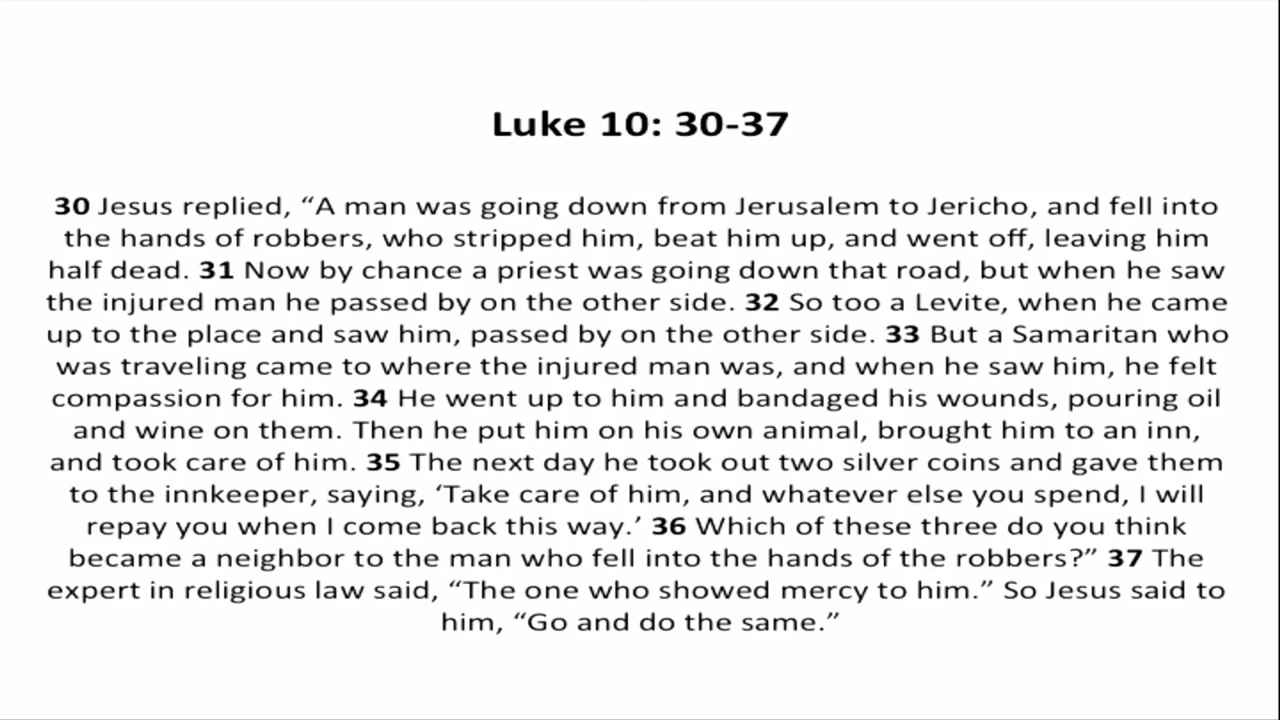 Luke 10: 30-37
30 Jesus replied, “A man was going down from Jerusalem to Jericho, and fell into
the hands of robbers, who stripped him, beat him up, and went off, leaving him
half dead. 31 Now by chance a priest was going down that road, but when he saw
the injured man he passed by on the other side. 32 So too a Levite, when he came
up to the place and saw him, passed by on the other side. 33 But a Samaritan who
was traveling came to where the injured man was, and when he saw him, he felt
compassion for him. 34 He went up to him and bandaged his wounds, pouring oil
and wine on them. Then he put him on his own animal, brought him to an inn,
and took care of him. 35 The next day he took out two silver coins and gave them
to the innkeeper, saying, ‘Take care of him, and whatever else you spend, I will
repay you when I come back this way.’ 36 Which of these three do you think
became a neighbor to the man who fell into the hands of the robbers?” 37 The
expert in religious law said, “The one who showed mercy to him.” So Jesus said to
him, “Go and do the same.”